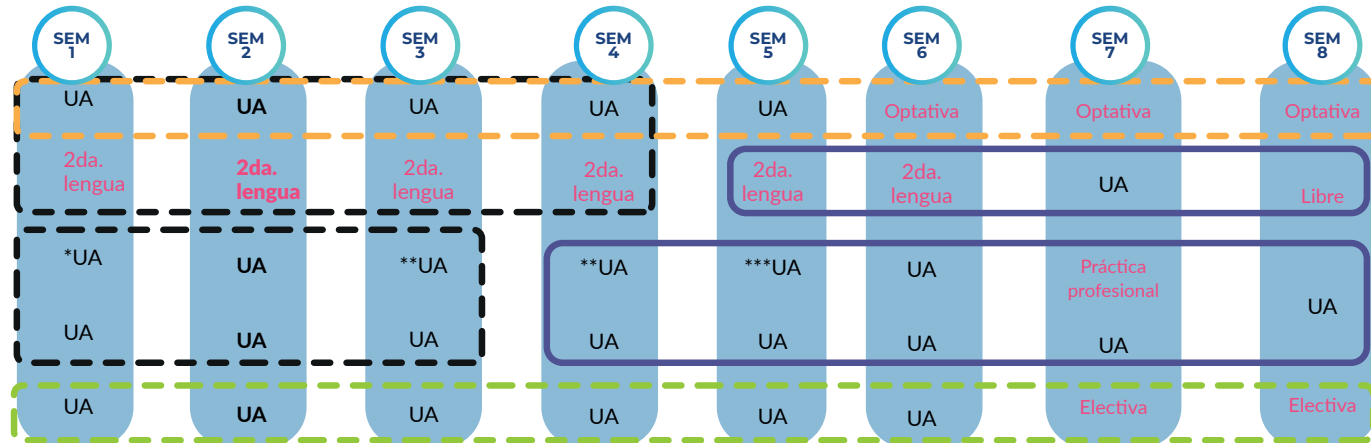 SEM 1
SEM 2
SEM 3
SEM 4
SEM 5
SEM 6
SEM 7
SEM 8
UA UA UA UA UA Optativa Optativa Optativa
2da. lengua 2da. lengua 2da. lengua 2da. lengua 2da. lengua 2da. lengua UA Libre
*UA UA **UA **UA ***UA UA Práctica profesional
UA
UA UA UA UA UA UA UA
UA UA UA UA UA UA Electiva Electiva